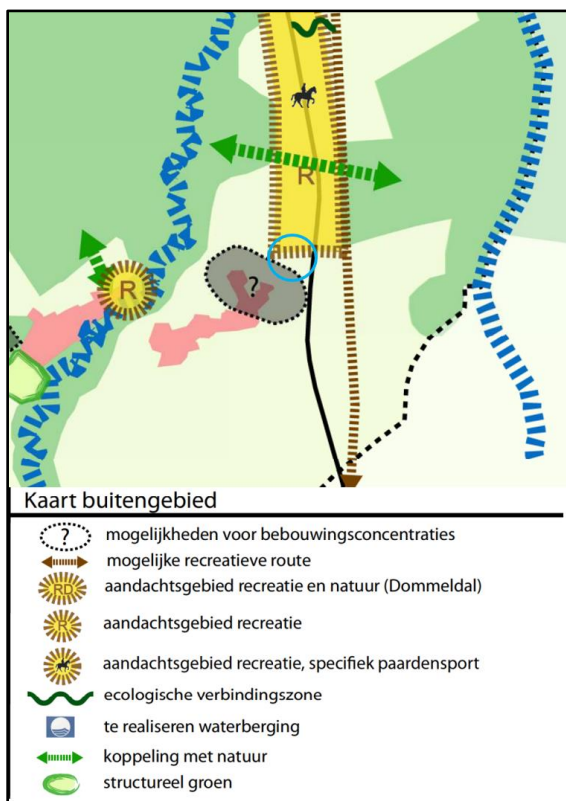 R
R
?
Kaart buitengebied
? mogelijkheden voor bebouwingsconcentraties
mogelijke recreatieve route
RD aandachtsgebied recreatie en natuur (Dommeldal)
R aandachtsgebied recreatie
aandachtsgebied recreatie, specifiek paardensport
ecologische verbindingszone
te realiseren waterberging
koppeling met natuur
structureel groen